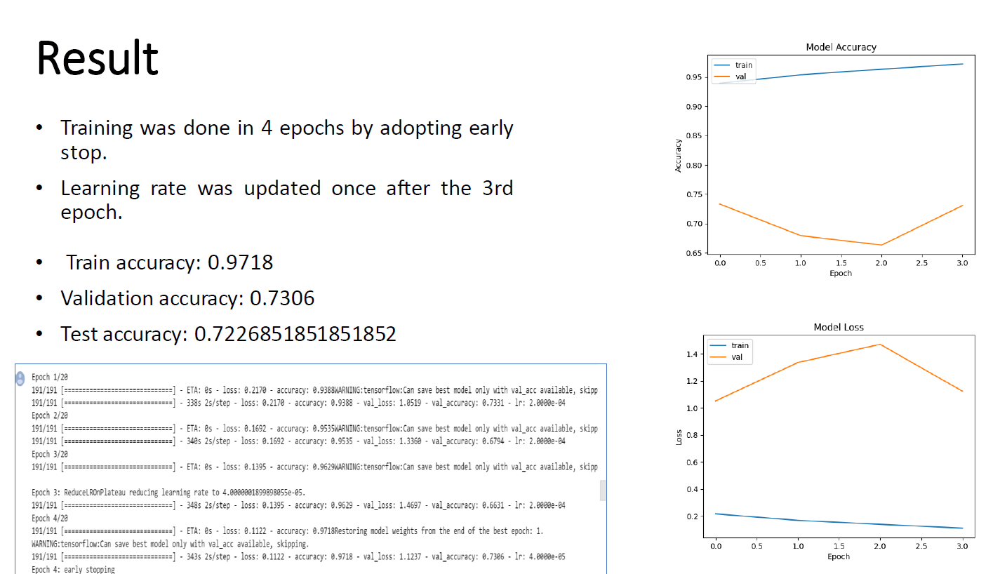 Result
• Training was done in 4 epochs by adopting early
stop.
• Learning rate was updated once after the 3rd
epoch.
• Train accuracy: 0.9718
• Validation accuracy: 0.7306
• Test accuracy: 0.7226851851851852
Epoch 1/20
191/191 [==============================] - ETA: 0s - loss: 0.2170 - accuracy: 0.9388WARNING:tensorflow:Can save best model only with val_acc available, skipp
191/191 [==============================] - 338s 2s/step - loss: 0.2170 - accuracy: 0.9388 - val_loss: 1.0519 - val_accuracy: 0.7331 - lr: 2.0000e-04
Epoch 2/20
191/191 [==============================] - ETA: 0s - loss: 0.1692 - accuracy: 0.9535WARNING:tensorflow:Can save best model only with val_acc available, skipp
191/191 [==============================] - 340s 2s/step - loss: 0.1692 - accuracy: 0.9535 - val_loss: 1.3360 - val_accuracy: 0.6794 - lr: 2.0000e-04
Epoch 3/20
191/191 [==============================] - ETA: 0s - loss: 0.1395 - accuracy: 0.9629WARNING:tensorflow:Can save best model only with val_acc available, skipp
Epoch 3: ReduceLROnPlateau reducing learning rate to 4.0000001899898055e-05.
191/191 [==============================] - 348s 2s/step - loss: 0.1395 - accuracy: 0.9629 - val_loss: 1.4697 - val_accuracy: 0.6631 - lr: 2.0000e-04
Epoch 4/20
191/191 [==============================] - ETA: 0s - loss: 0.1122 - accuracy: 0.9718Restoring model weights from the end of the best epoch: 1.
WARNING:tensorflow:Can save best model only with val_acc available, skipping.
191/191 [==============================] - 343s 2s/step - loss: 0.1122 - accuracy: 0.9718 - val_loss: 1.1237 - val_accuracy: 0.7306 - lr: 4.0000e-05
Epoch 4: early stopping
Model Accuracy
train
val
0.95
0.90
0.85
0.80
0.75
0.70
0.65
Accuracy
0.0 0.5 1.0 1.5 2.0 2.5 3.0
Epoch
Model Loss
train
val
1.4
1.2
1.0
0.8
0.6
0.4
0.2
Loss
0.0 0.5 1.0 1.5 2.0 2.5 3.0
Epoch